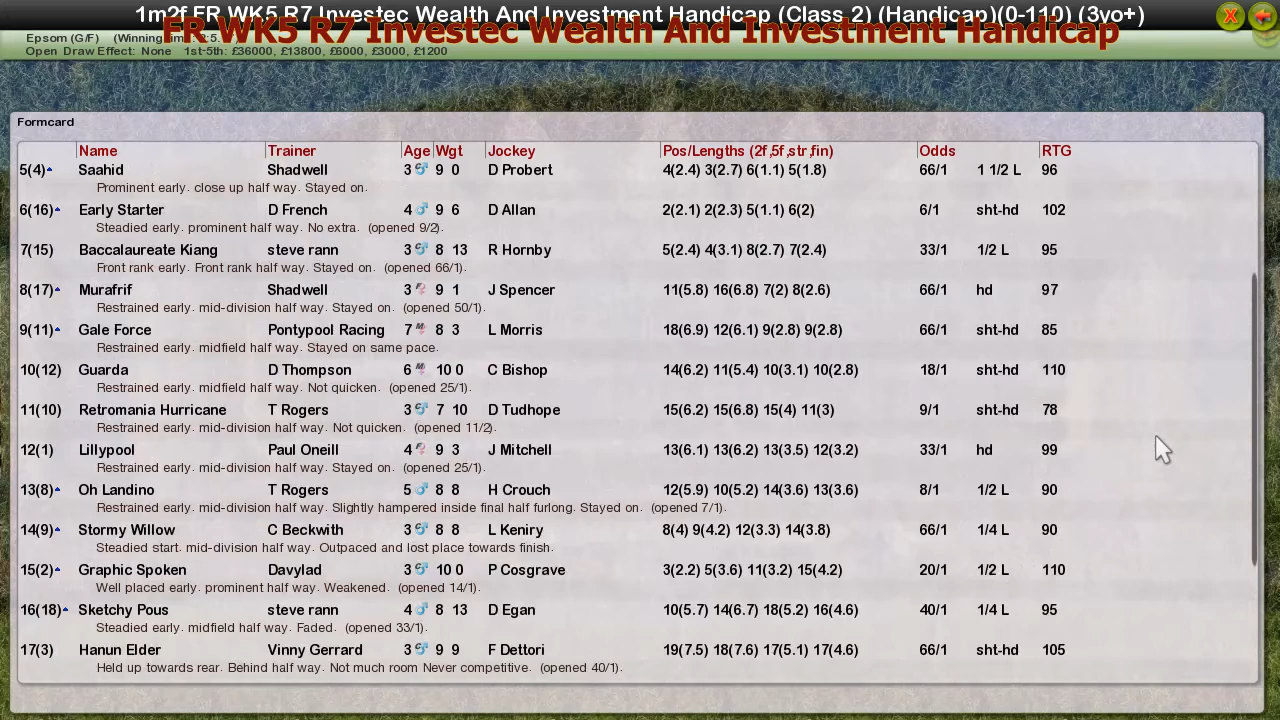 1m2f FR WK5 R7 Investec Wealth And Investment Handicap (Class 2) (Handicap)(0-110) (3yo+)
FR WK5 R7 Investec Wealth And Investment Handicap
Epsom (G/F) (Winning
Open Draw Effect: None 1st-5th: £36000, £13800, £6000, £3000, £1200
Formcard
Name Trainer Age Wgt Jockey Pos/Lengths (2f,5f,str,fin) Odds RTG
5(4) Saahid Shadwell 3 9 0 D Probert 4(2.4) 3(2.7) 6(1.1) 5(1.8) 66/1 1 1/2 L 96
Prominent early. close up half way. Stayed on.
6(16) Early Starter D French 4 9 6 D Allan 2(2.1) 2(2.3) 5(1.1) 6(2) 6/1 sht-hd 102
Steadied early. prominent half way. No extra. (opened 9/2).
7(15) Baccalaureate Kiang steve rann 3 8 13 R Hornby 5(2.4) 4(3.1) 8(2.7) 7(2.4) 33/1 1/2 L 95
Front rank early. Front rank half way. Stayed on. (opened 66/1).
8(17) Murafrif Shadwell 3 9 1 J Spencer 11(5.8) 16(6.8) 7(2) 8(2.6) 66/1 hd 97
Restrained early. mid-division half way. Stayed on. (opened 50/1).
9(11) Gale Force Pontypool Racing 7 8 3 L Morris 18(6.9) 12(6.1) 9(2.8) 9(2.8) 66/1 sht-hd 85
Restrained early. midfield half way. Stayed on same pace.
10(12) Guarda D Thompson 6 10 0 C Bishop 14(6.2) 11(5.4) 10(3.1) 10(2.8) 18/1 sht-hd 110
Restrained early. midfield half way. Not quicken. (opened 25/1).
11(10) Retromania Hurricane T Rogers 3 7 10 D Tudhope 15(6.2) 15(6.8) 15(4) 11(3) 9/1 sht-hd 78
Restrained early. mid-division half way. Not quicken. (opened 11/2).
12(1) Lillypool Paul Oneill 4 9 3 J Mitchell 13(6.1) 13(6.2) 13(3.5) 12(3.2) 33/1 hd 99
Restrained early. mid-division half way. Stayed on. (opened 25/1).
13(8) Oh Landino T Rogers 5 8 8 H Crouch 12(5.9) 10(5.2) 14(3.6) 13(3.6) 8/1 1/2 L 90
Restrained early. mid-division half way. Slightly hampered inside final half furlong. Stayed on. (opened 7/1).
14(9) Stormy Willow C Beckwith 3 8 8 L Keniry 8(4) 9(4.2) 12(3.3) 14(3.8) 66/1 1/4 L 90
Steadied start. mid-division half way. Outpaced and lost place towards finish.
15(2) Graphic Spoken Davylad 3 10 0 P Cosgrave 3(2.2) 5(3.6) 11(3.2) 15(4.2) 20/1 1/2 L 110
Well placed early. prominent half way. Weakened. (opened 14/1).
16(18) Sketchy Pous steve rann 4 8 13 D Egan 10(5.7) 14(6.7) 18(5.2) 16(4.6) 40/1 1/4 L 95
Steadied early. midfield half way. Faded. (opened 33/1).
17(3) Hanun Elder Vinny Gerrard 3 9 9 F Dettori 19(7.5) 18(7.6) 17(5.1) 17(4.6) 66/1 sht-hd 105
Held up towards rear. Behind half way. Not much room Never competitive. (opened 40/1).